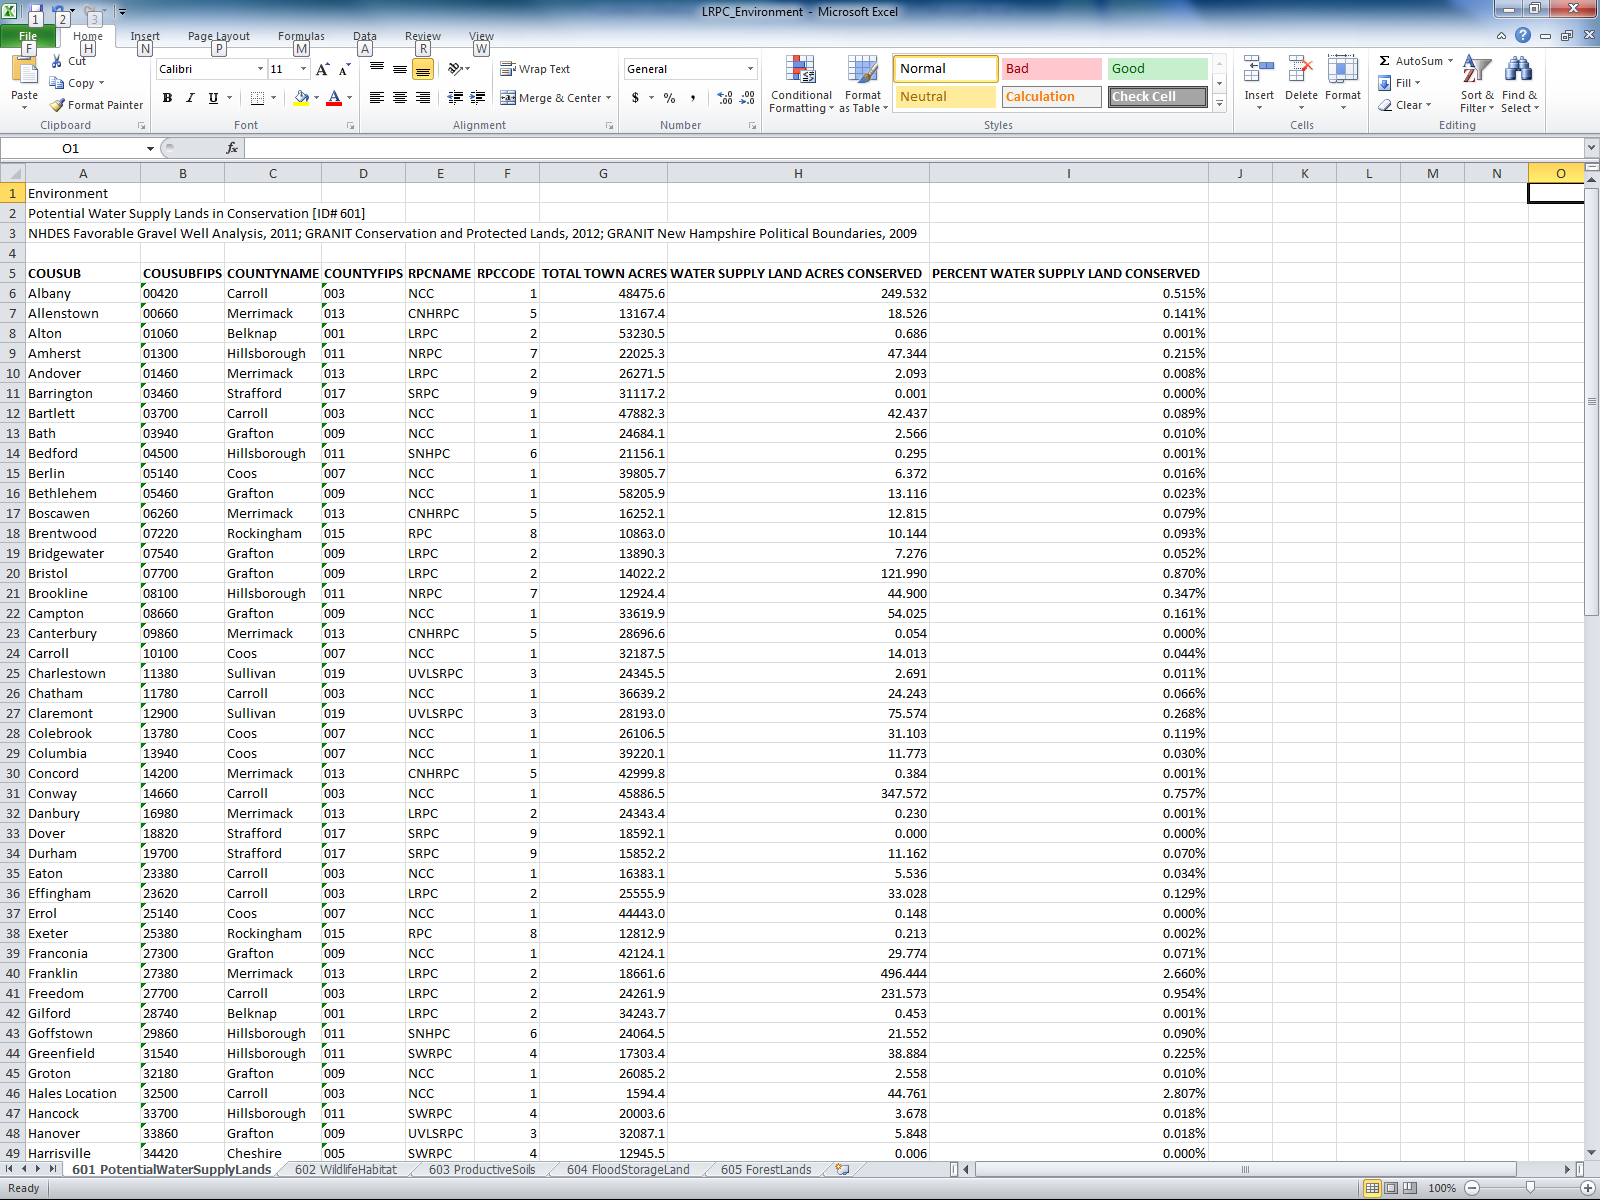 LRPC_Environment - Microsoft Excel
1 2 3
File Home Insert Page Layout Formulas Data Review View
F H N P M A R W
Paste
Cut
Copy
Format Painter
Clipboard
Calibri 11
B I U
Font
Wrap Text
Merge & Center
Alignment
General
$ % ,
Number
Conditional Formatting
Format as Table
Normal Bad Good
Neutral Calculation Check Cell
Styles
Insert Delete Format
Cells
AutoSum
Fill
Clear
Sort & Filter
Find & Select
Editing
O1 fx
A B C D E F G H I J K L M N O
1 Environment
2 Potential Water Supply Lands in Conservation [ID# 601]
3 NHDES Favorable Gravel Well Analysis, 2011; GRANIT Conservation and Protected Lands, 2012; GRANIT New Hampshire Political Boundaries, 2009
4
5 COUSUB COUSUBFIPS COUNTYNAME COUNTYFIPS RPCNAME RPCCODE TOTAL TOWN ACRES WATER SUPPLY LAND ACRES CONSERVED PERCENT WATER SUPPLY LAND CONSERVED
6 Albany 00420 Carroll 003 NCC 1 48475.6 249.532 0.515%
7 Allenstown 00660 Merrimack 013 CNHRPC 5 13167.4 18.526 0.141%
8 Alton 01060 Belknap 001 LRPC 2 53230.5 0.686 0.001%
9 Amherst 01300 Hillsborough 011 NRPC 7 22025.3 47.344 0.215%
10 Andover 01460 Merrimack 013 LRPC 2 26271.5 2.093 0.008%
11 Barrington 03460 Strafford 017 SRPC 9 31117.2 0.001 0.000%
12 Bartlett 03700 Carroll 003 NCC 1 47882.3 42.437 0.089%
13 Bath 03940 Grafton 009 NCC 1 24684.1 2.566 0.010%
14 Bedford 04500 Hillsborough 011 SNHPC 6 21156.1 0.295 0.001%
15 Berlin 05140 Coos 007 NCC 1 39805.7 6.372 0.016%
16 Bethlehem 05460 Grafton 009 NCC 1 58205.9 13.116 0.023%
17 Boscawen 06260 Merrimack 013 CNHRPC 5 16252.1 12.815 0.079%
18 Brentwood 07220 Rockingham 015 RPC 8 10863.0 10.144 0.093%
19 Bridgewater 07540 Grafton 009 LRPC 2 13890.3 7.276 0.052%
20 Bristol 07700 Grafton 009 LRPC 2 14022.2 121.990 0.870%
21 Brookline 08100 Hillsborough 011 NRPC 7 12924.4 44.900 0.347%
22 Campton 08660 Grafton 009 NCC 1 33619.9 54.025 0.161%
23 Canterbury 09860 Merrimack 013 CNHRPC 5 28696.6 0.054 0.000%
24 Carroll 10100 Coos 007 NCC 1 32187.5 14.013 0.044%
25 Charlestown 11380 Sullivan 019 UVLSRPC 3 24345.5 2.691 0.011%
26 Chatham 11780 Carroll 003 NCC 1 36639.2 24.243 0.066%
27 Claremont 12900 Sullivan 019 UVLSRPC 3 28193.0 75.574 0.268%
28 Colebrook 13780 Coos 007 NCC 1 26106.5 31.103 0.119%
29 Columbia 13940 Coos 007 NCC 1 39220.1 11.773 0.030%
30 Concord 14200 Merrimack 013 CNHRPC 5 42999.8 0.384 0.001%
31 Conway 14660 Carroll 003 NCC 1 45886.5 347.572 0.757%
32 Danbury 16980 Merrimack 013 LRPC 2 24343.4 0.230 0.001%
33 Dover 18820 Strafford 017 SRPC 9 18592.1 0.000 0.000%
34 Durham 19700 Strafford 017 SRPC 9 15852.2 11.162 0.070%
35 Eaton 23380 Carroll 003 NCC 1 16383.1 5.536 0.034%
36 Effingham 23620 Carroll 003 LRPC 2 25555.9 33.028 0.129%
37 Errol 25140 Coos 007 NCC 1 44443.0 0.148 0.000%
38 Exeter 25380 Rockingham 015 RPC 8 12812.9 0.213 0.002%
39 Franconia 27300 Grafton 009 NCC 1 42124.1 29.774 0.071%
40 Franklin 27380 Merrimack 013 LRPC 2 18661.6 496.444 2.660%
41 Freedom 27700 Carroll 003 LRPC 2 24261.9 231.573 0.954%
42 Gilford 28740 Belknap 001 LRPC 2 34243.7 0.453 0.001%
43 Goffstown 29860 Hillsborough 011 SNHPC 6 24064.5 21.552 0.090%
44 Greenfield 31540 Hillsborough 011 SWRPC 4 17303.4 38.884 0.225%
45 Groton 32180 Grafton 009 NCC 1 26085.2 2.558 0.010%
46 Hales Location 32500 Carroll 003 NCC 1 1594.4 44.761 2.807%
47 Hancock 33700 Hillsborough 011 SWRPC 4 20003.6 3.678 0.018%
48 Hanover 33860 Grafton 009 UVLSRPC 3 32087.1 5.848 0.018%
49 Harrisville 34420 Cheshire 005 SWRPC 4 12945.5 0.006 0.000%
601 PotentialWaterSupplyLands 602 WildlifeHabitat 603 ProductiveSoils 604 FloodStorageLand 605 ForestLands
Ready 100%